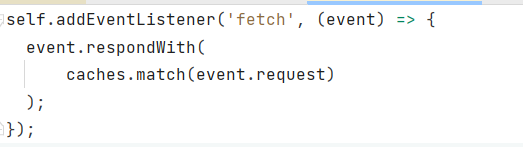 self.addEventListener('fetch', (event) => {
  event.respondWith(
      caches.match(event.request)
  );
});